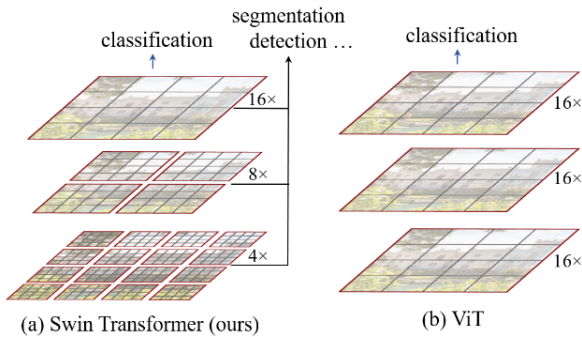 segmentation
classification
detection ...
classification
16×
16×
8×
16×
4×
16×
(a) Swin Transformer (ours)
(b) ViT